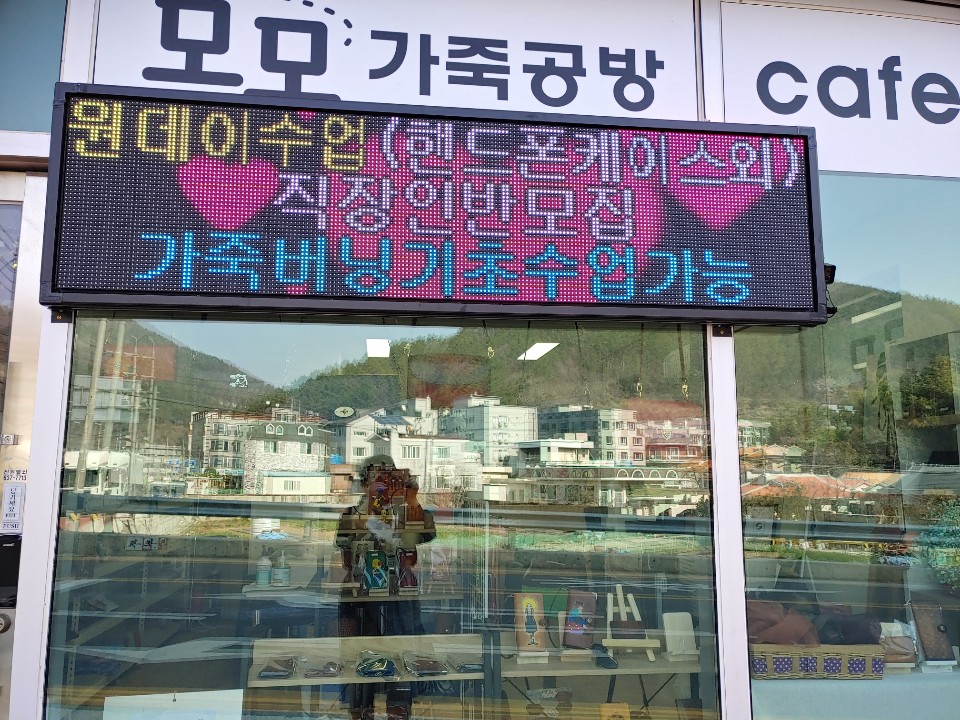 모모 가죽공방
cafe
원데이수업(핸드폰케이스외)
직장인반모집
가죽버닝기초수업가능